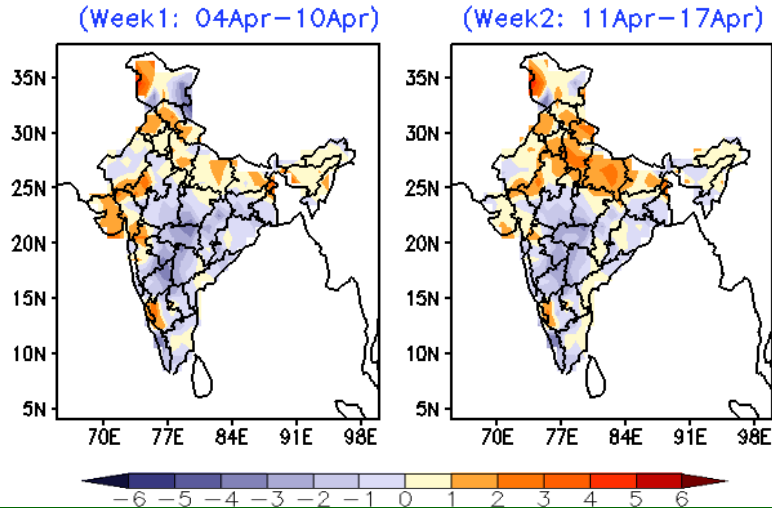 (Week1: 04Apr−10Apr) (Week2: 11Apr−17Apr)
35N 35N
30N 30N
25N 25N
20N 20N
15N 15N
10N 10N
5N 5N
70E 77E 84E 91E 98E 70E 77E 84E 91E 98E
−6 −5 −4 −3 −2 −1 0 1 2 3 4 5 6